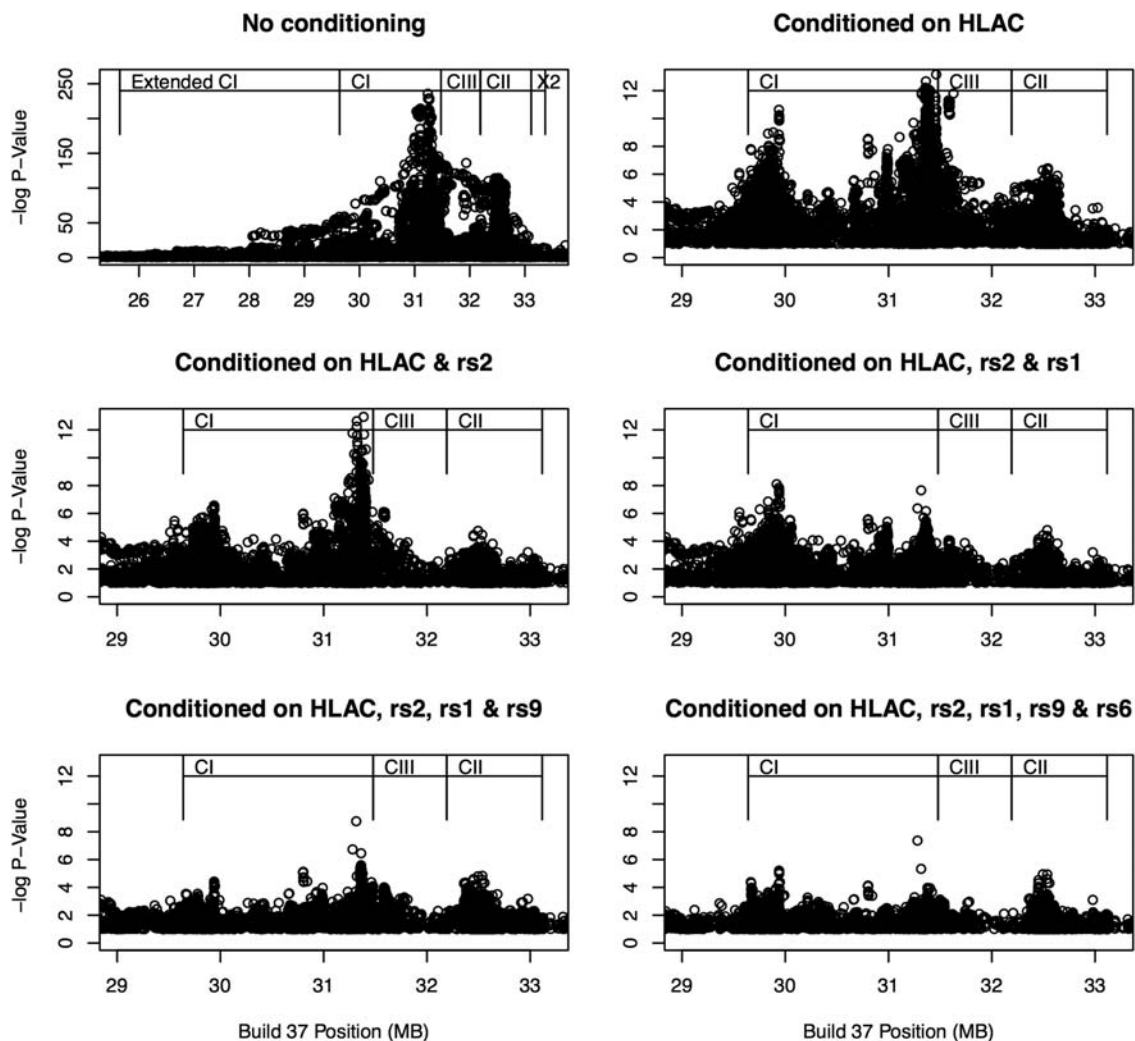 No conditioning
Conditioned on HLAC
Extended CI CI CIII CII X2
CI CIII CII
–log P-Value
0 50 150 250
0 2 4 6 8 12
26 27 28 29 30 31 32 33
29 30 31 32 33
Conditioned on HLAC & rs2
Conditioned on HLAC, rs2 & rs1
CI CIII CII
CI CIII CII
–log P-Value
0 2 4 6 8 12
0 2 4 6 8 12
29 30 31 32 33
29 30 31 32 33
Conditioned on HLAC, rs2, rs1 & rs9
Conditioned on HLAC, rs2, rs1, rs9 & rs6
CI CIII CII
CI CIII CII
–log P-Value
0 2 4 6 8 12
0 2 4 6 8 12
29 30 31 32 33
29 30 31 32 33
Build 37 Position (MB)
Build 37 Position (MB)